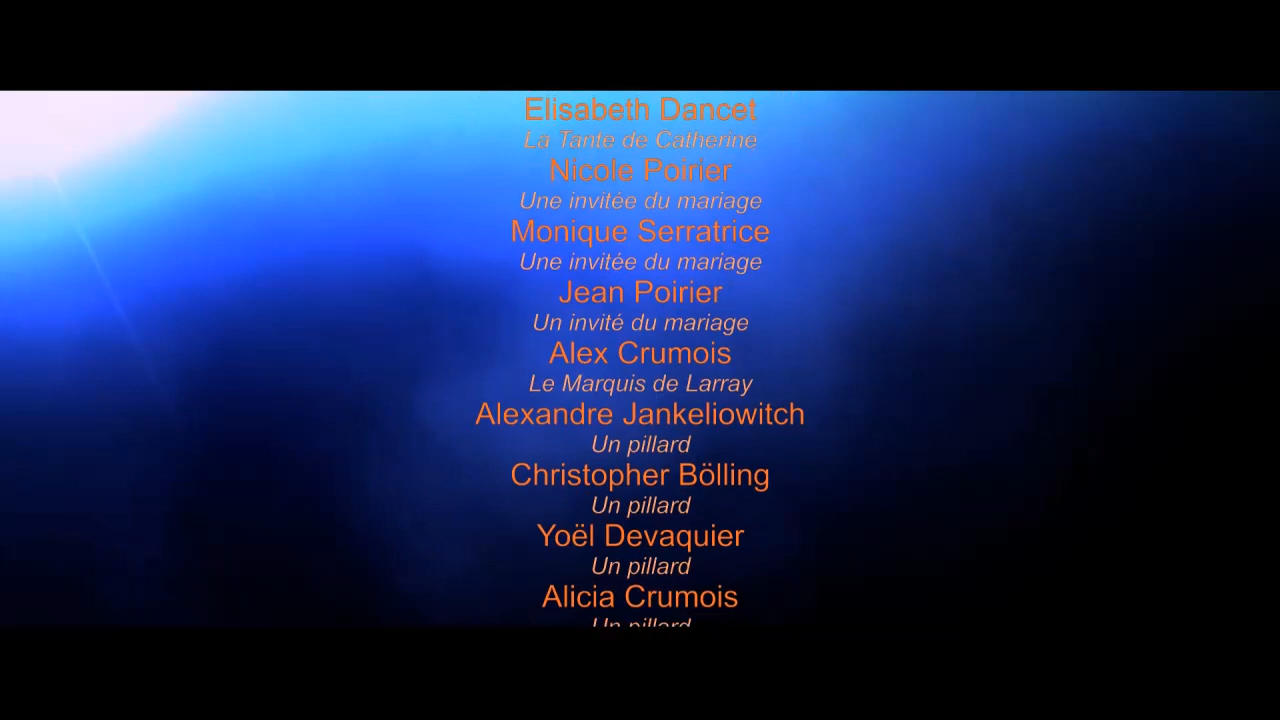 Elisabeth Dancet
La Tante de Catherine
Nicole Poirier
Une invitée du mariage
Monique Serratrice
Une invitée du mariage
Jean Poirier
Un invité du mariage
Alex Crumois
Le Marquis de Larray
Alexandre Jankeliowitch
Un pillard
Christopher Bölling
Un pillard
Yoël Devaquier
Un pillard
Alicia Crumois
Un pillard